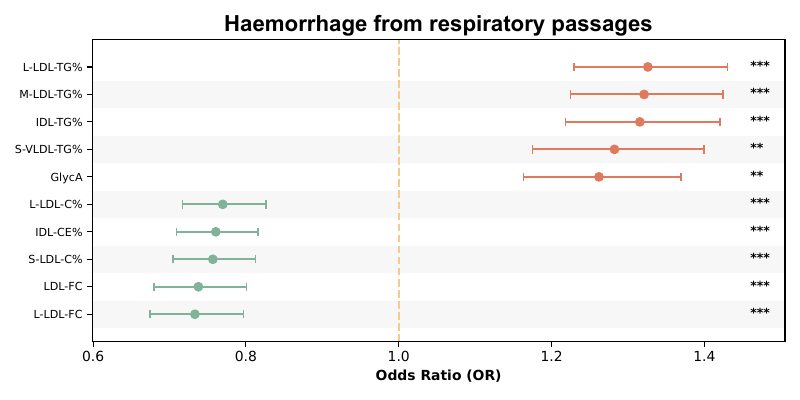 Haemorrhage from respiratory passages
L-LDL-TG% ***
M-LDL-TG% ***
IDL-TG% ***
S-VLDL-TG% **
GlycA **
L-LDL-C% ***
IDL-CE% ***
S-LDL-C% ***
LDL-FC ***
L-LDL-FC ***
0.6 0.8 1.0 1.2 1.4
Odds Ratio (OR)